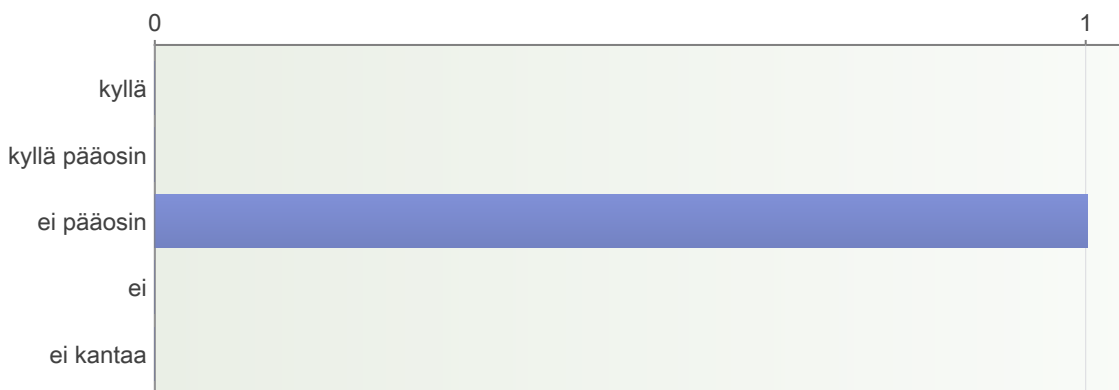 0 1
kyllä
kyllä pääosin
ei pääosin
ei
ei kantaa